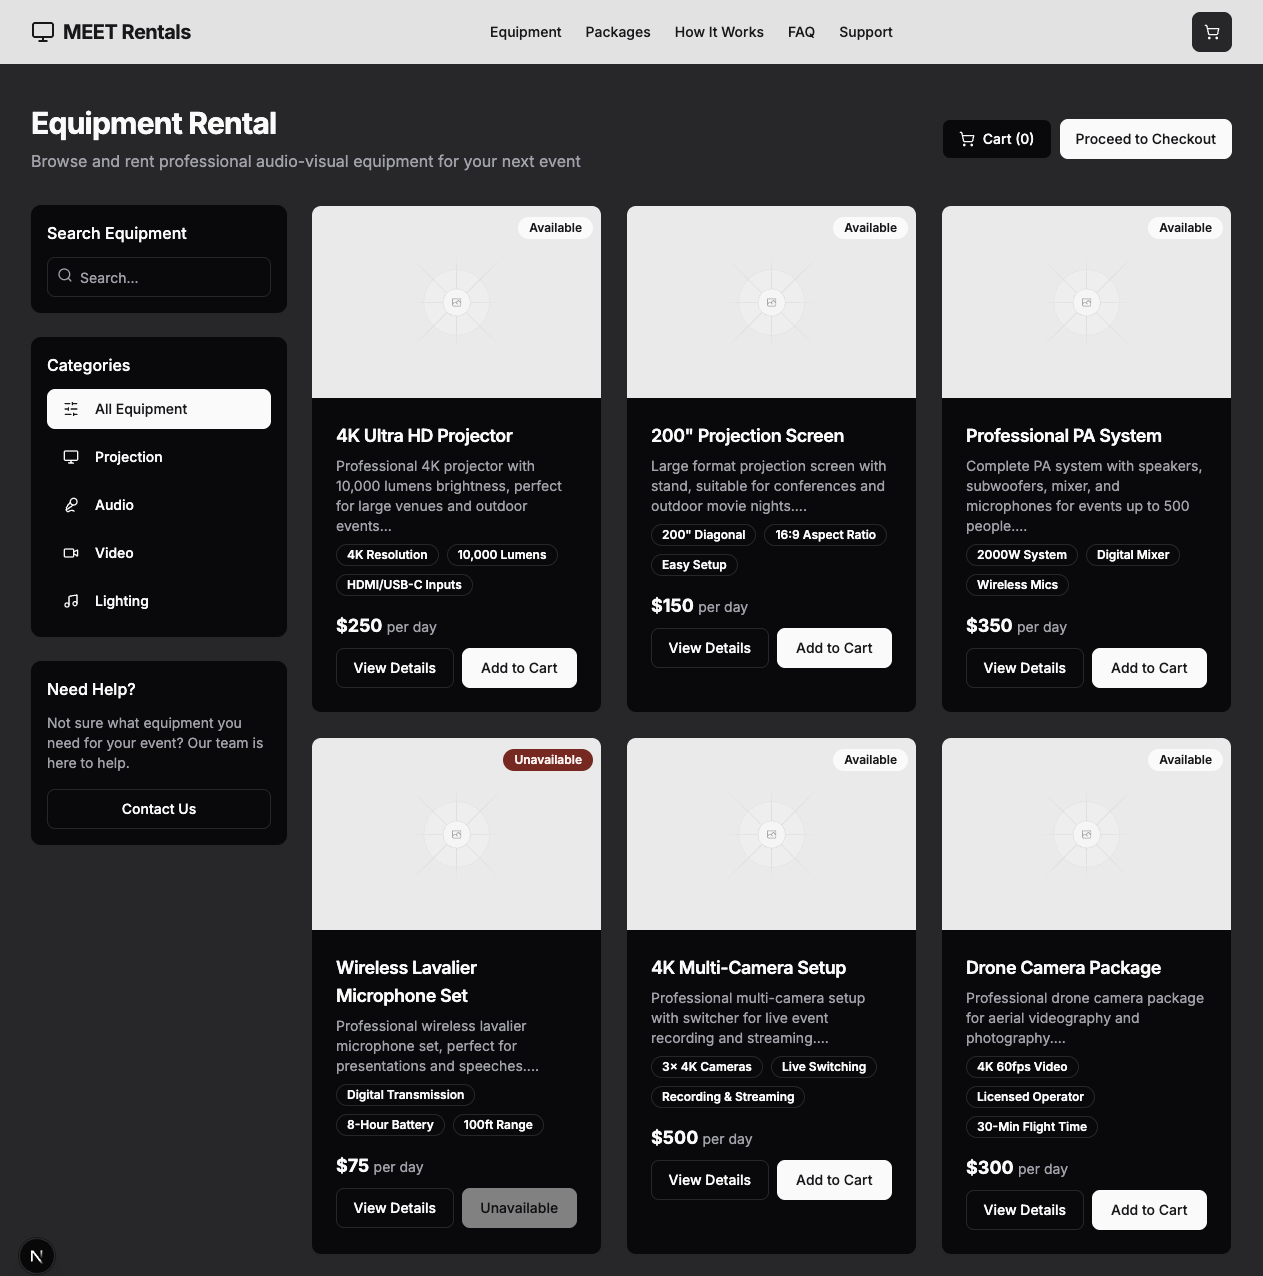 MEET Rentals
Equipment
Packages
How It Works
FAQ
Support
Equipment Rental
Browse and rent professional audio-visual equipment for your next event
Cart (0)
Proceed to Checkout
Search Equipment
Search...
Categories
All Equipment
Projection
Audio
Video
Lighting
Need Help?
Not sure what equipment you
need for your event? Our team is
here to help.
Contact Us
Available
4K Ultra HD Projector
Professional 4K projector with
10,000 lumens brightness, perfect
for large venues and outdoor
events...
4K Resolution
10,000 Lumens
HDMI/USB-C Inputs
$250 per day
View Details
Add to Cart
Available
200" Projection Screen
Large format projection screen with
stand, suitable for conferences and
outdoor movie nights....
200" Diagonal
16:9 Aspect Ratio
Easy Setup
$150 per day
View Details
Add to Cart
Available
Professional PA System
Complete PA system with speakers,
subwoofers, mixer, and
microphones for events up to 500
people....
2000W System
Digital Mixer
Wireless Mics
$350 per day
View Details
Add to Cart
Unavailable
Wireless Lavalier
Microphone Set
Professional wireless lavalier
microphone set, perfect for
presentations and speeches....
Digital Transmission
8-Hour Battery
100ft Range
$75 per day
View Details
Unavailable
Available
4K Multi-Camera Setup
Professional multi-camera setup
with switcher for live event
recording and streaming....
3× 4K Cameras
Live Switching
Recording & Streaming
$500 per day
View Details
Add to Cart
Available
Drone Camera Package
Professional drone camera package
for aerial videography and
photography....
4K 60fps Video
Licensed Operator
30-Min Flight Time
$300 per day
View Details
Add to Cart
N